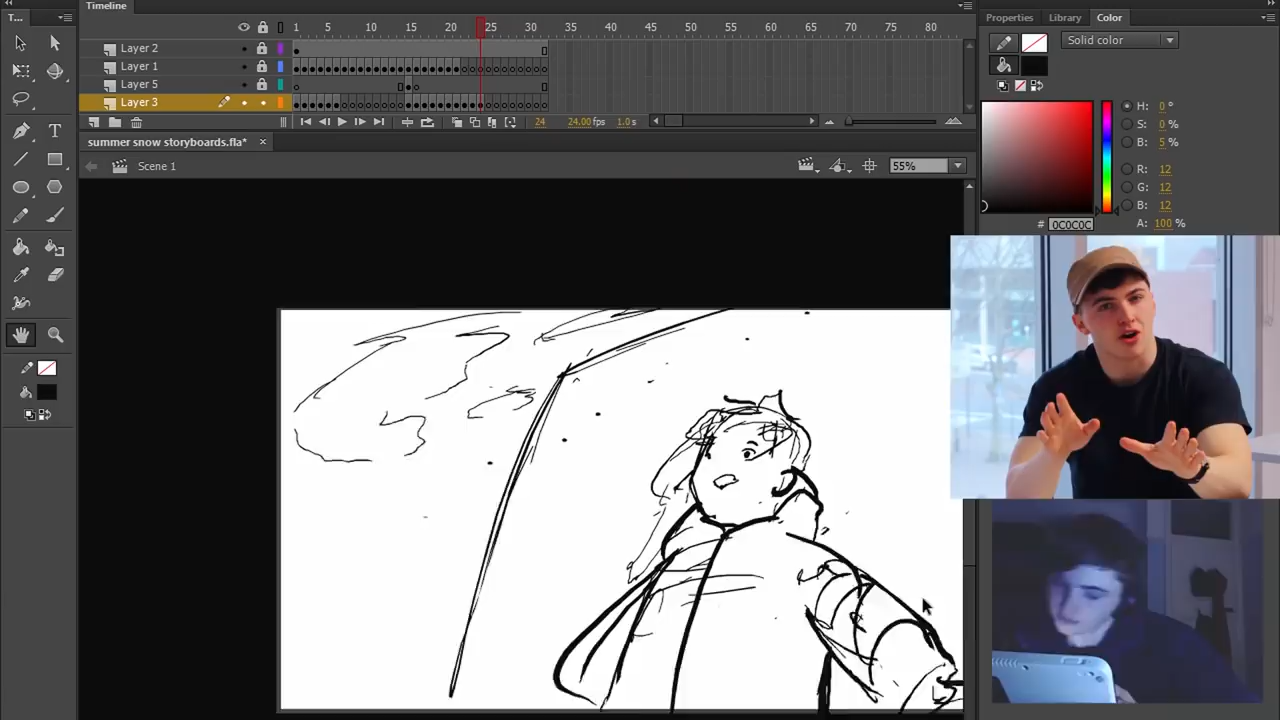 T...
Timeline
Properties Library Color
1 5 10 15 20 25 30 35 40 45 50 55 60 65 70 75 80
Solid color
Layer 2
Layer 1
Layer 5
Layer 3
24 24.00 fps 1.0 s
H: 0 °
S: 0 %
B: 5 %
R: 12
G: 12
B: 12
# 0C0C0C A: 100 %
summer snow storyboards.fla* ×
Scene 1
55%
T